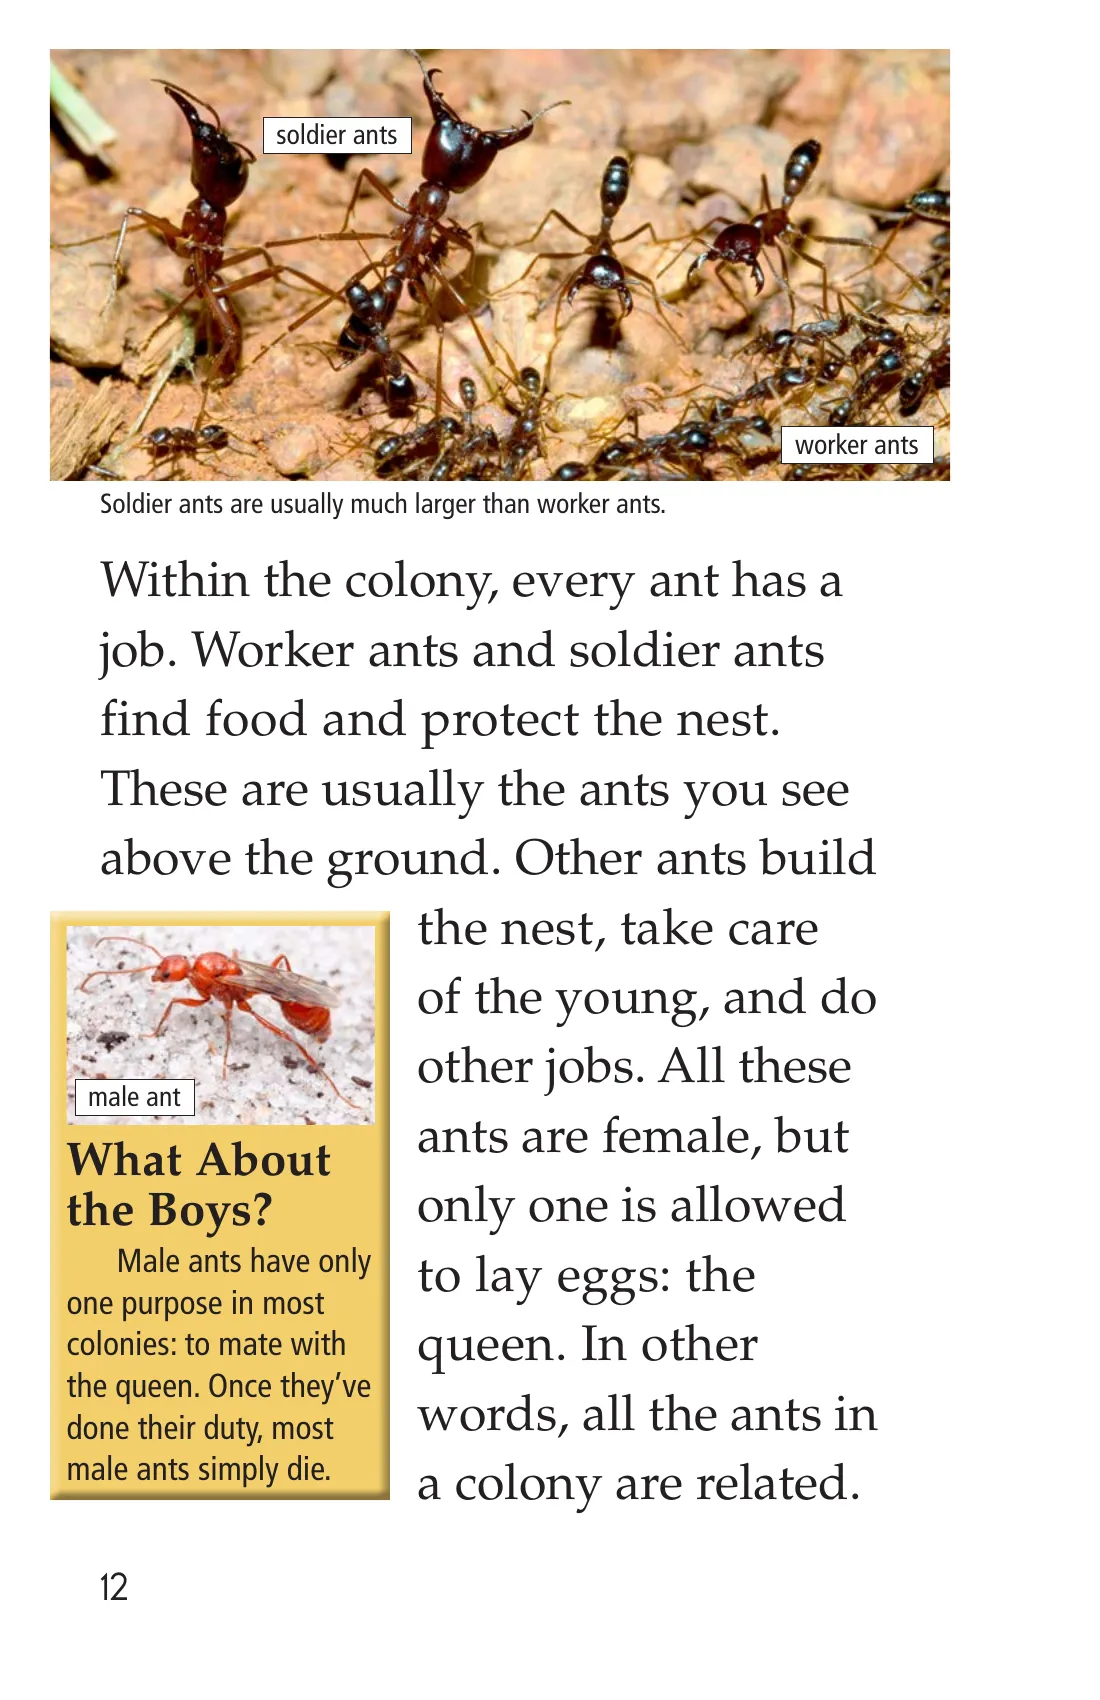 soldier ants
worker ants
Soldier ants are usually much larger than worker ants.
Within the colony, every ant has a
job. Worker ants and soldier ants
find food and protect the nest.
These are usually the ants you see
above the ground. Other ants build
the nest, take care
of the young, and do
other jobs. All these
ants are female, but
only one is allowed
to lay eggs: the
queen. In other
words, all the ants in
a colony are related.
male ant
What About
the Boys?
Male ants have only
one purpose in most
colonies: to mate with
the queen. Once they’ve
done their duty, most
male ants simply die.
12